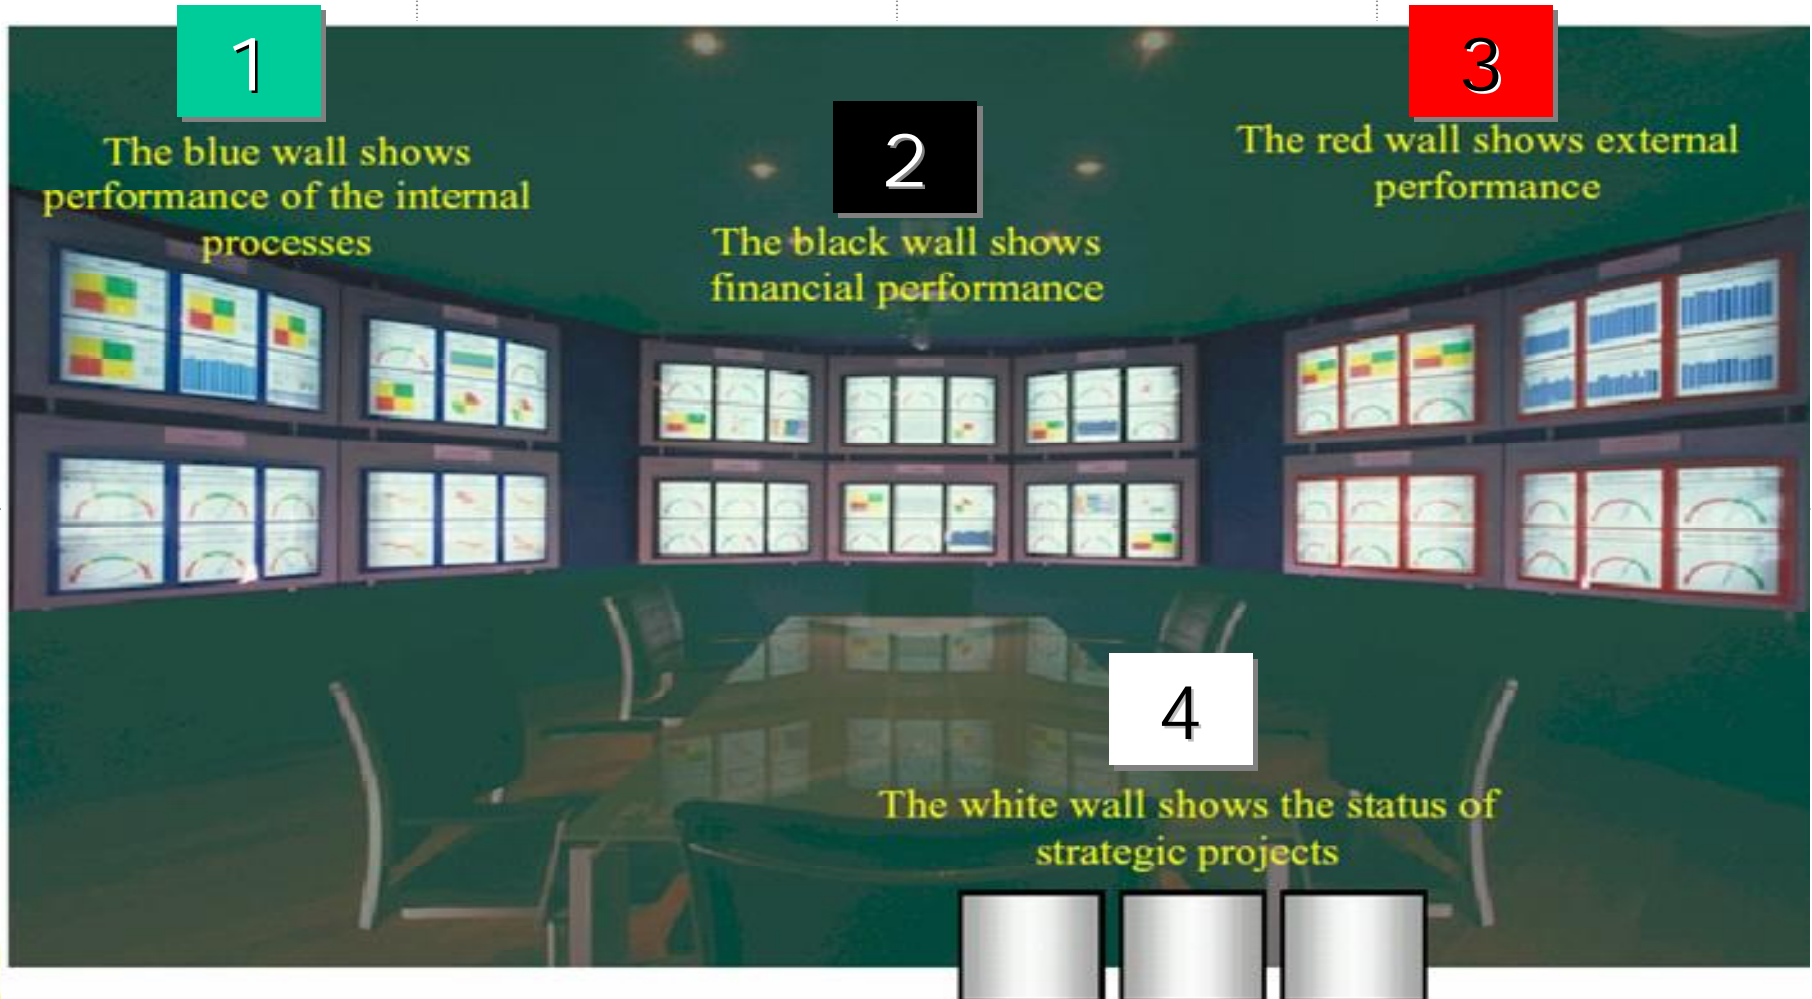 1
The blue wall shows
performance of the internal
processes
2
The black wall shows
financial performance
3
The red wall shows external
performance
4
The white wall shows the status of
strategic projects